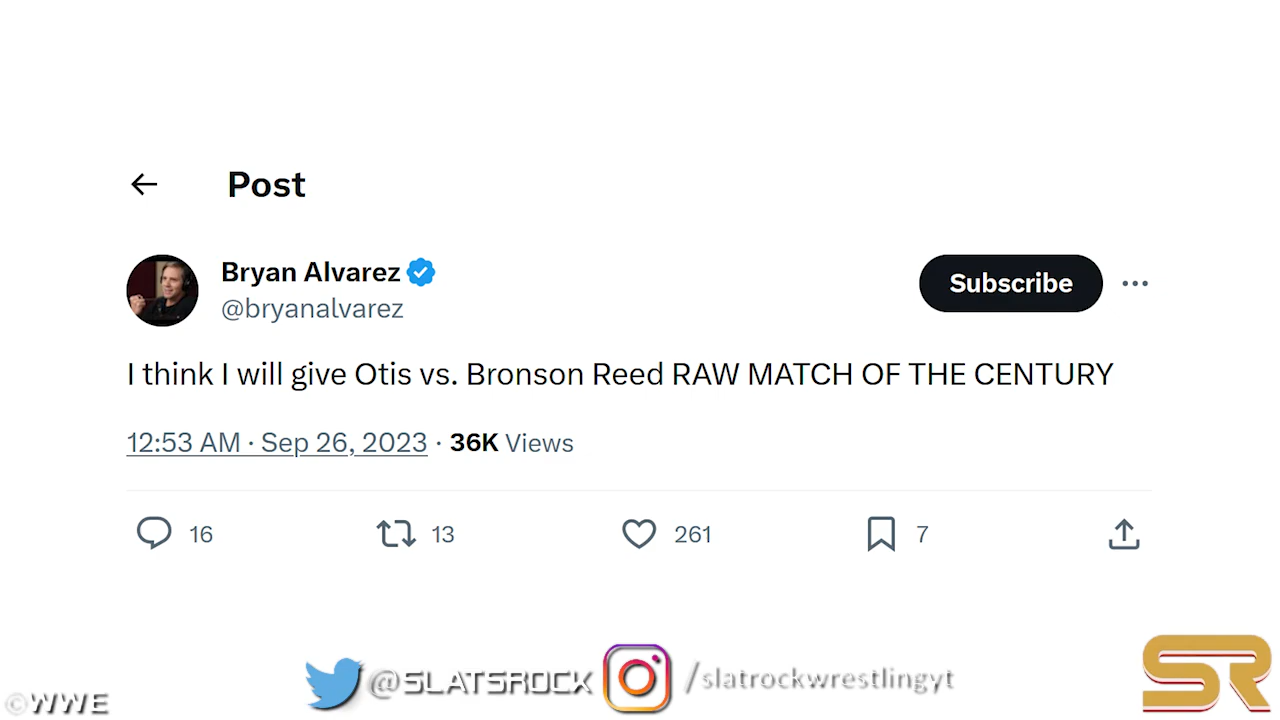 Post
Bryan Alvarez
@bryanalvarez
Subscribe
I think I will give Otis vs. Bronson Reed RAW MATCH OF THE CENTURY
12:53 AM · Sep 26, 2023 · 36K Views
16 13 261 7
@SLATSROCK /slatrockwrestlingyt
SR
©WWE